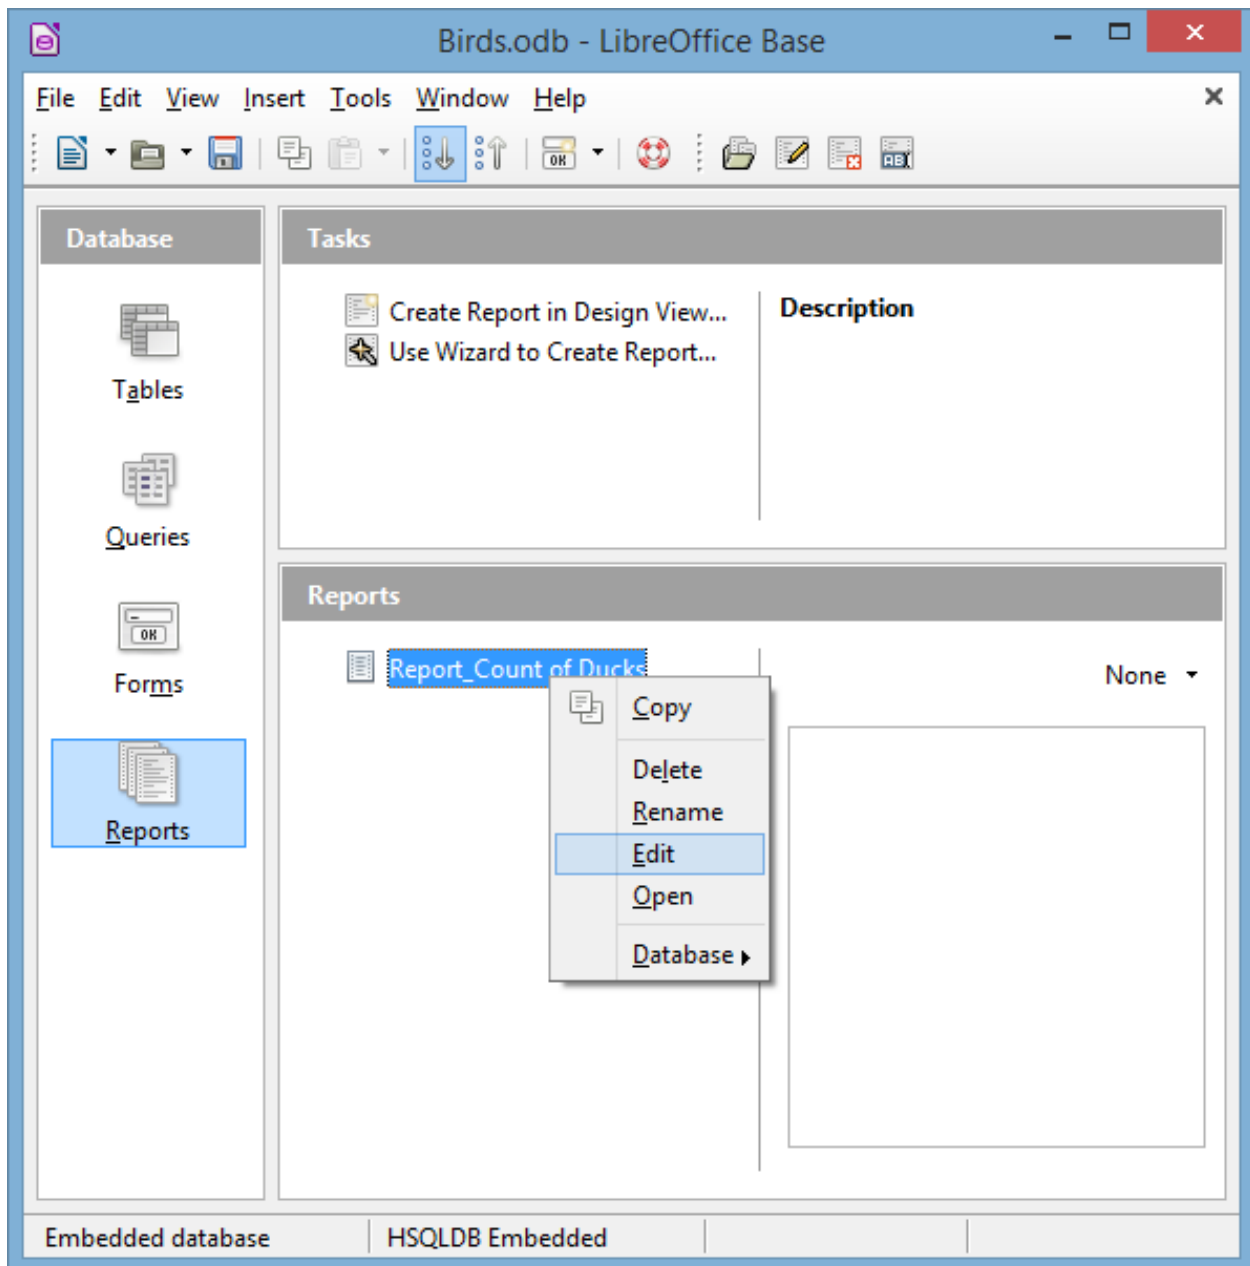 Birds.odb - LibreOffice Base
File Edit View Insert Tools Window Help
Database
Tables
Queries
Forms
Reports
Tasks
Create Report in Design View...
Use Wizard to Create Report...
Description
Reports
Report_Count of Ducks
None
Copy
Delete
Rename
Edit
Open
Database
Embedded database HSQLDB Embedded